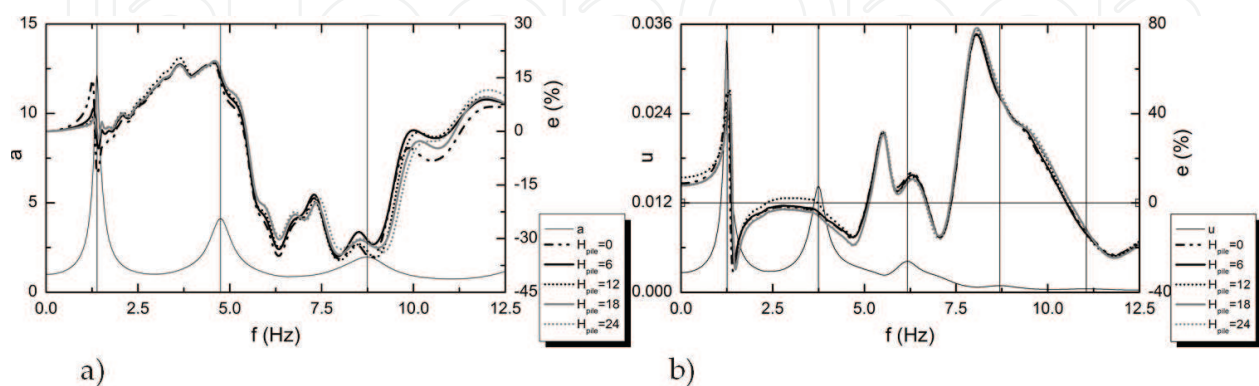 15
10
5
0
a
0.0
2.5
5.0
7.5
10.0
12.5
f (Hz)
30
15
0
-15
-30
-45
e (%)
a
H_pile=0
H_pile=6
H_pile=12
H_pile=18
H_pile=24
a)
0.036
0.024
0.012
0.000
u
0.0
2.5
5.0
7.5
10.0
12.5
f (Hz)
80
40
0
-40
e (%)
u
H_pile=0
H_pile=6
H_pile=12
H_pile=18
H_pile=24
b)